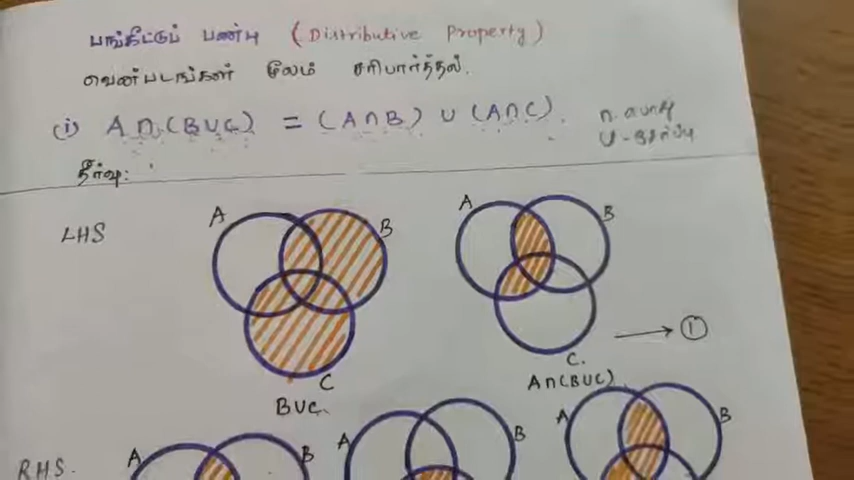 பங்கீட்டுப் பண்பு (Distributive Property)
வென்படங்கள் மூலம் சரிபார்த்தல்.
(i) A∩(B∪C) = (A∩B) ∪ (A∩C).
தீர்வு:
LHS
A B
A B
C
C.
→ ①
B∪C.
A∩(B∪C)
RHS.
A B
A B
A B